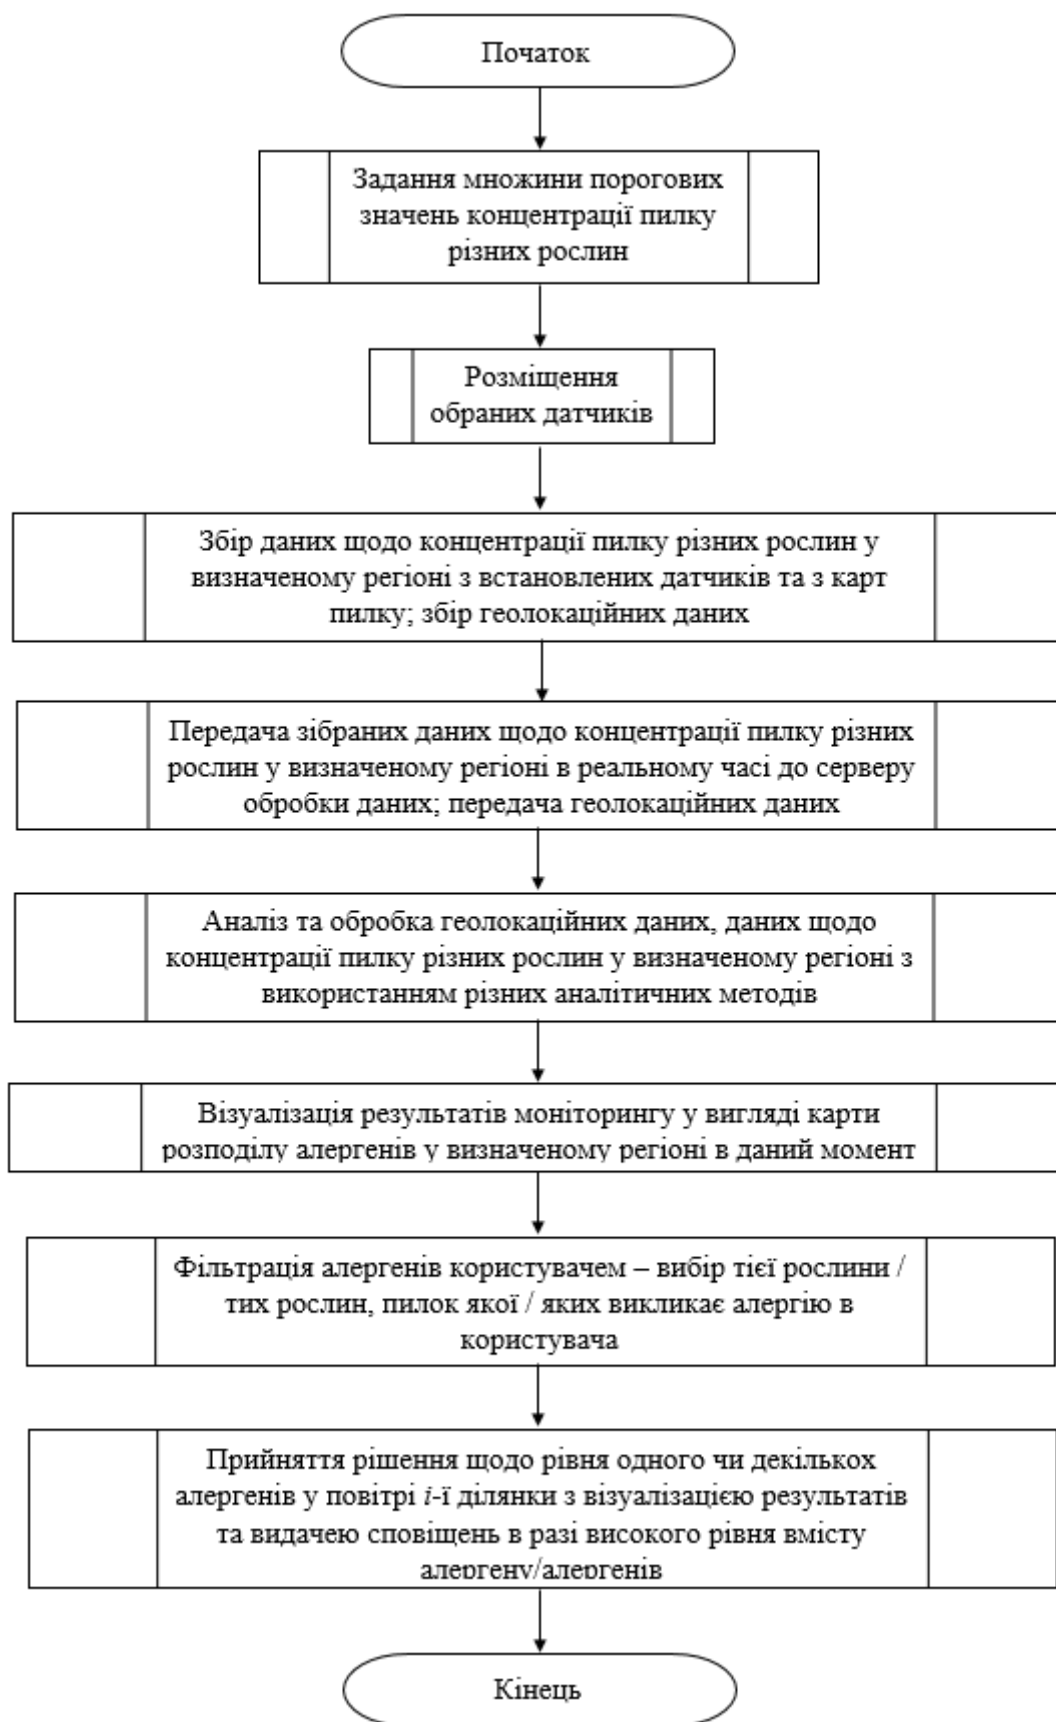 Початок
Задання множини порогових
значень концентрації пилку
різних рослин
Розміщення
обраних датчиків
Збір даних щодо концентрації пилку різних рослин у
визначеному регіоні з встановлених датчиків та з карт
пилку; збір геолокаційних даних
Передача зібраних даних щодо концентрації пилку різних
рослин у визначеному регіоні в реальному часі до серверу
обробки даних; передача геолокаційних даних
Аналіз та обробка геолокаційних даних, даних щодо
концентрації пилку різних рослин у визначеному регіоні з
використанням різних аналітичних методів
Візуалізація результатів моніторингу у вигляді карти
розподілу алергенів у визначеному регіоні в даний момент
Фільтрація алергенів користувачем – вибір тієї рослини /
тих рослин, пилок якої / яких викликає алергію в
користувача
Прийняття рішення щодо рівня одного чи декількох
алергенів у повітрі i-ї ділянки з візуалізацією результатів
та видачею сповіщень в разі високого рівня вмісту
алергену/алергенів
Кінець